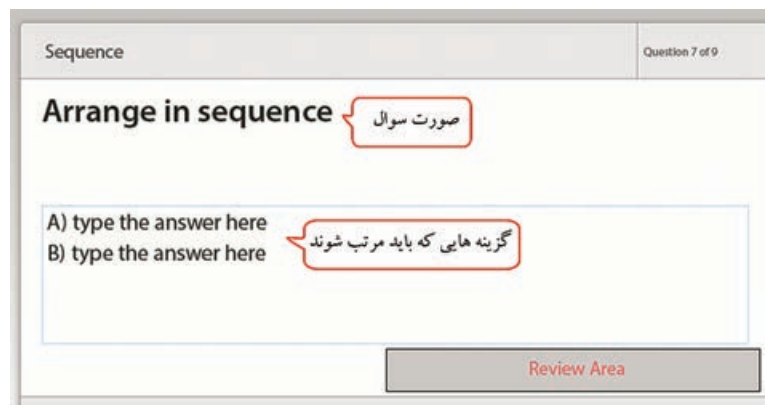 Sequence
Question 7 of 9
Arrange in sequence
صورت سوال
A) type the answer here
B) type the answer here
گزینه هایی که باید مرتب شوند
Review Area